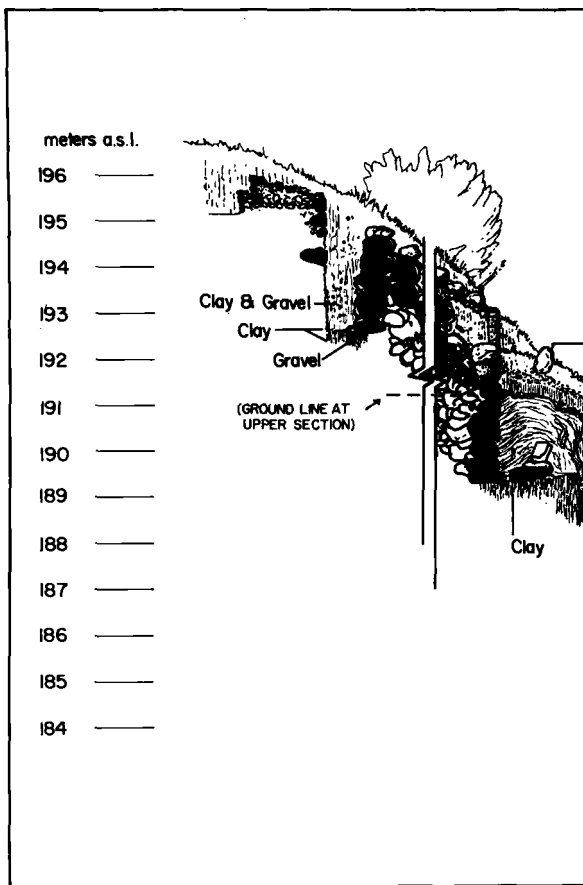 meters a.s.l.
196
195
194
193
192
191
190
189
188
187
186
185
184
Clay & Gravel
Clay
Gravel
(GROUND LINE AT
UPPER SECTION)
Clay